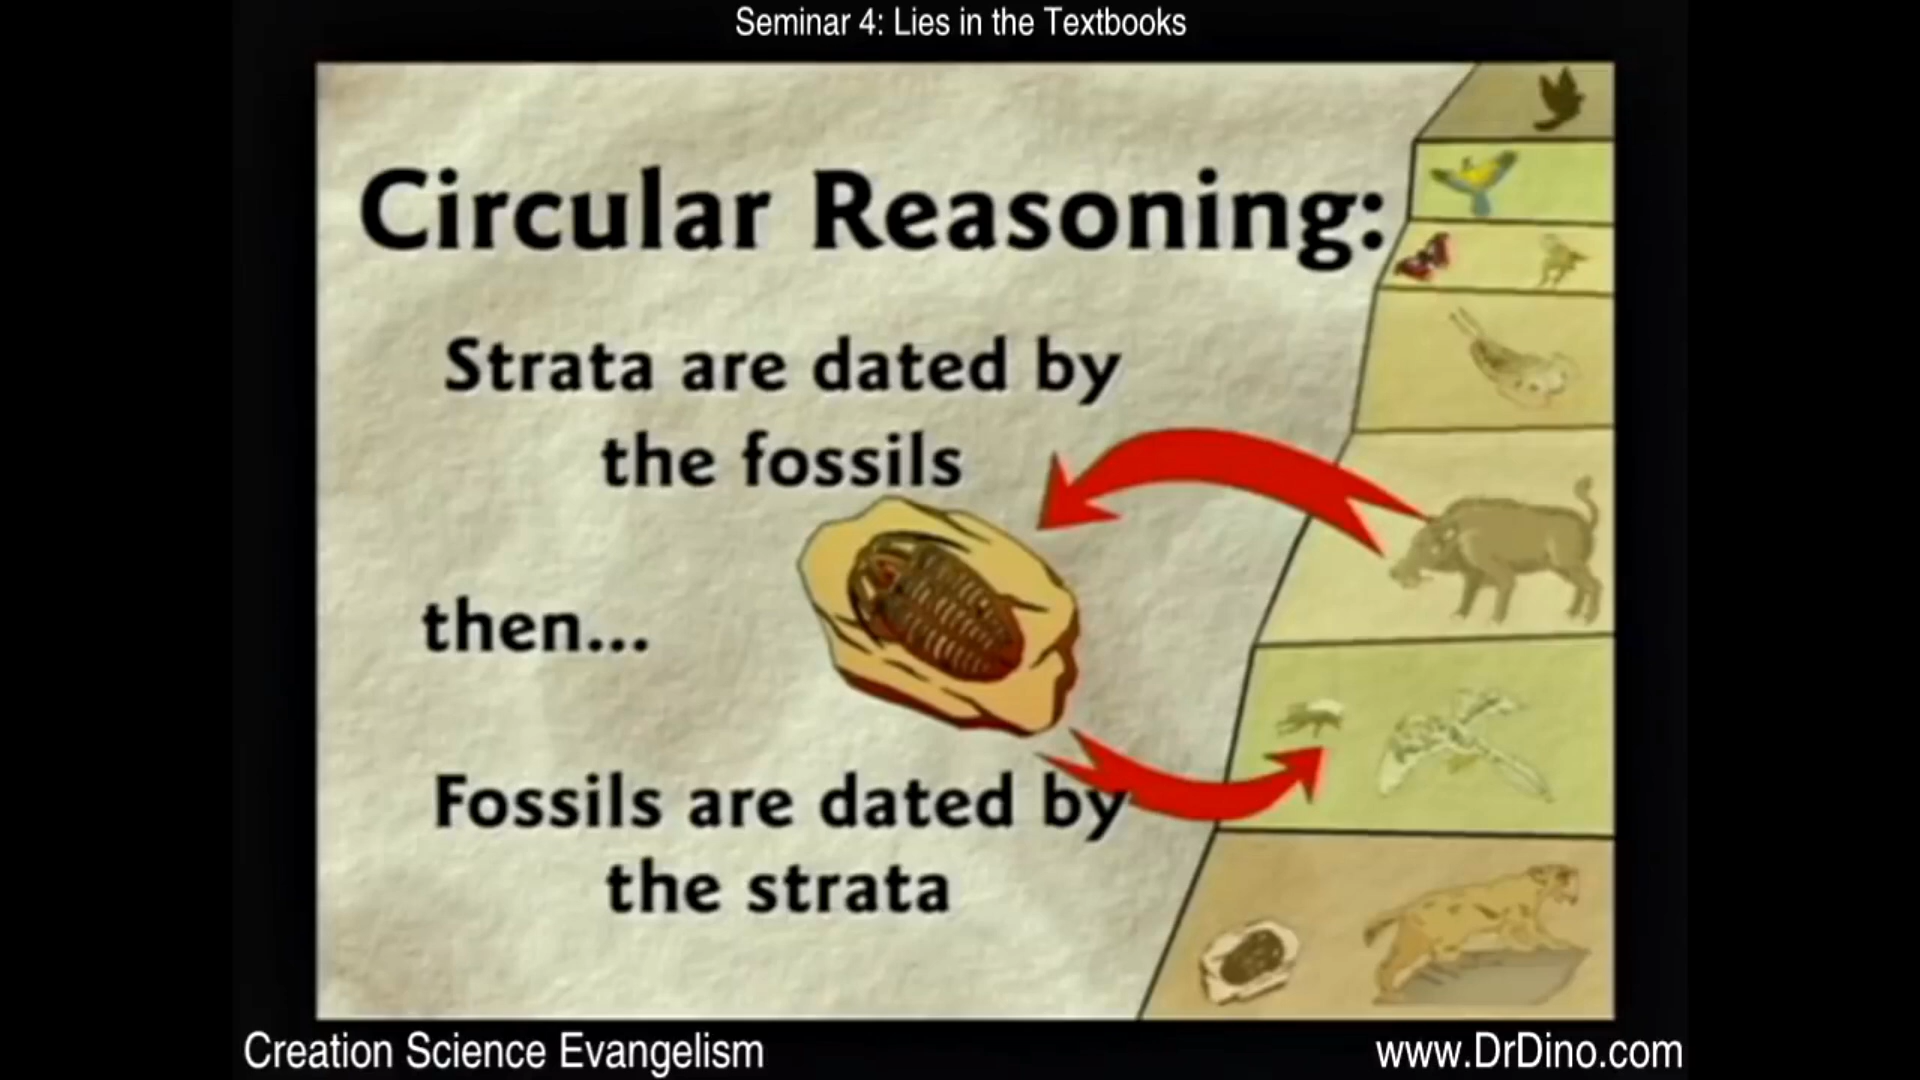 Seminar 4: Lies in the Textbooks
Circular Reasoning:
Strata are dated by
the fossils
then...
Fossils are dated by
the strata
Creation Science Evangelism
www.DrDino.com